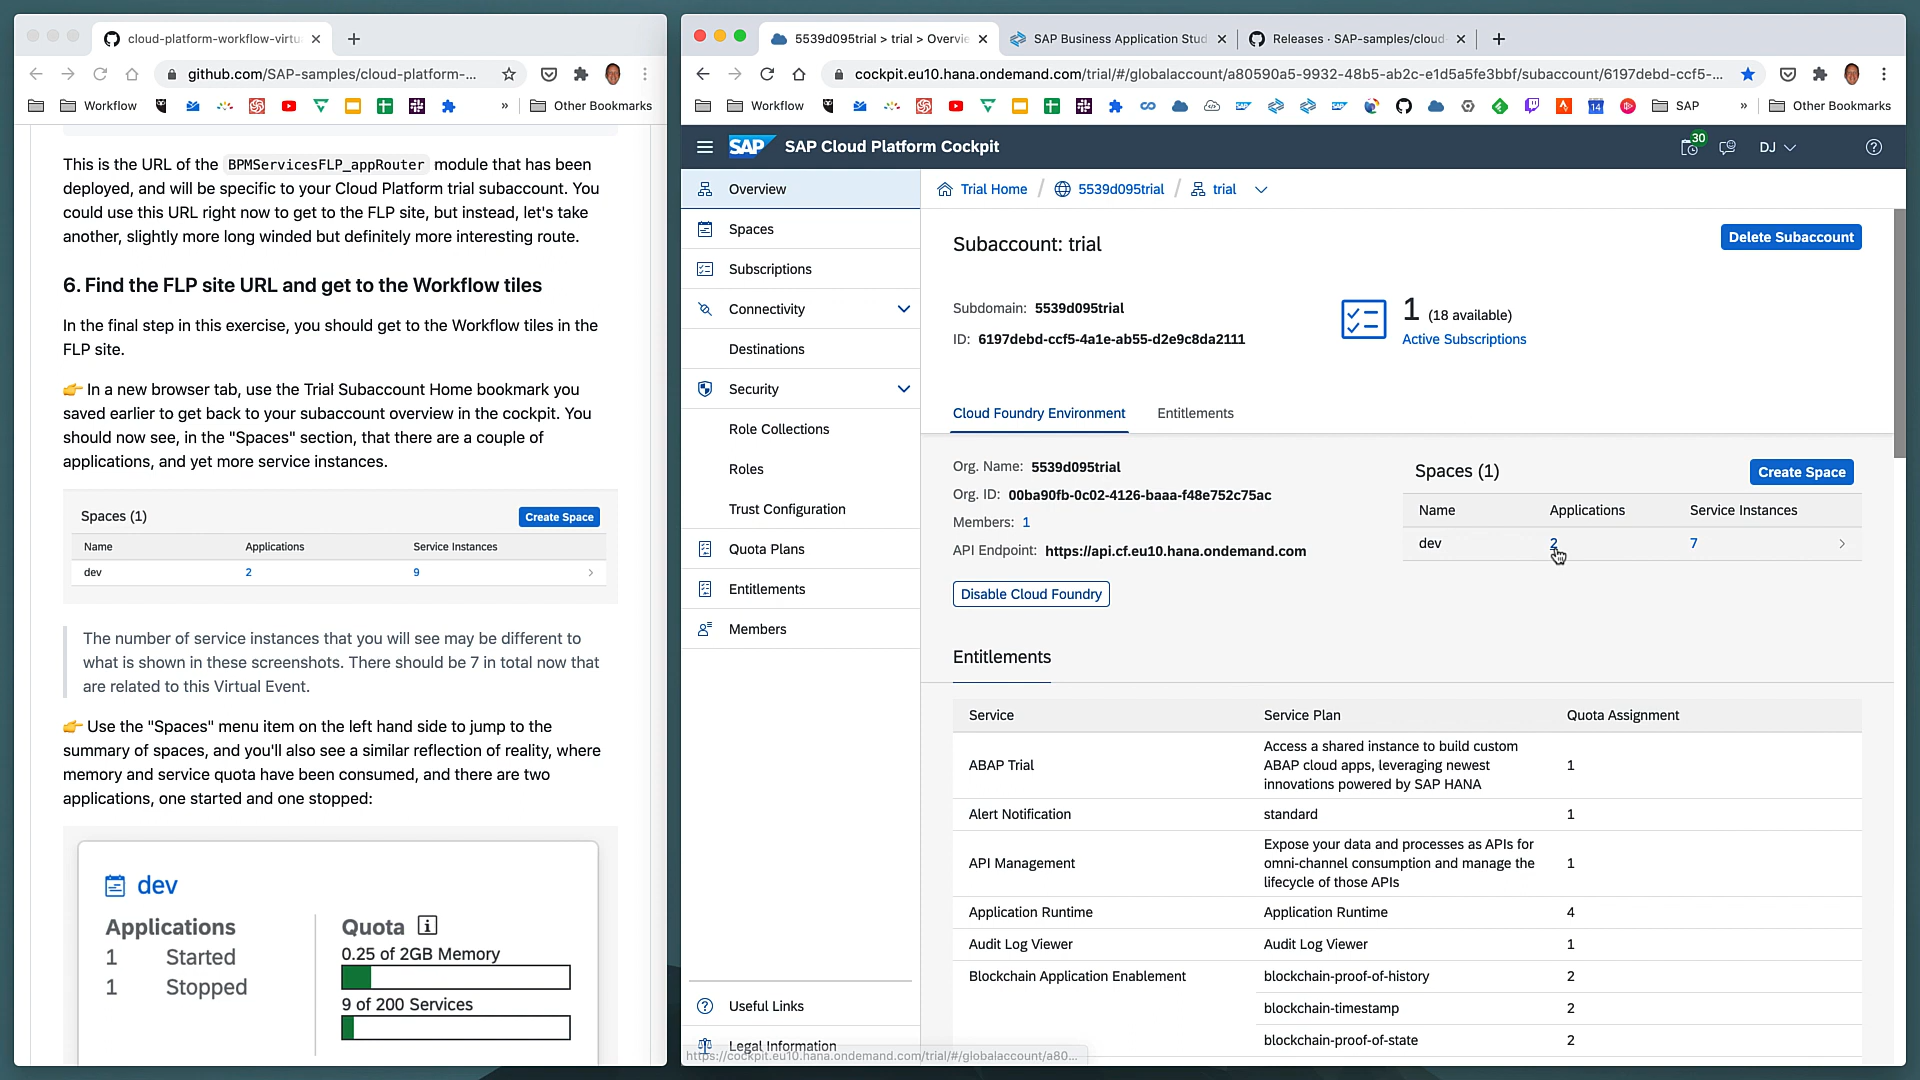 cloud-platform-workflow-virtu
github.com/SAP-samples/cloud-platform-...
Workflow
»
Other Bookmarks
This is the URL of the BPMServicesFLP_appRouter module that has been
deployed, and will be specific to your Cloud Platform trial subaccount. You
could use this URL right now to get to the FLP site, but instead, let's take
another, slightly more long winded but definitely more interesting route.
6. Find the FLP site URL and get to the Workflow tiles
In the final step in this exercise, you should get to the Workflow tiles in the
FLP site.
👉 In a new browser tab, use the Trial Subaccount Home bookmark you
saved earlier to get back to your subaccount overview in the cockpit. You
should now see, in the "Spaces" section, that there are a couple of
applications, and yet more service instances.
Spaces (1)
Create Space
Name Applications Service Instances
dev 2 9
The number of service instances that you will see may be different to
what is shown in these screenshots. There should be 7 in total now that
are related to this Virtual Event.
👉 Use the "Spaces" menu item on the left hand side to jump to the
summary of spaces, and you'll also see a similar reflection of reality, where
memory and service quota have been consumed, and there are two
applications, one started and one stopped:
dev
Applications
1 Started
1 Stopped
Quota
0.25 of 2GB Memory
9 of 200 Services
5539d095trial > trial > Overvie
SAP Business Application Stud
Releases · SAP-samples/cloud-
cockpit.eu10.hana.ondemand.com/trial/#/globalaccount/a80590a5-9932-48b5-ab2c-e1d5a5fe3bbf/subaccount/6197debd-ccf5-...
Workflow
14
SAP
»
Other Bookmarks
SAP
SAP Cloud Platform Cockpit
30
DJ
Overview
Spaces
Subscriptions
Connectivity
Destinations
Security
Role Collections
Roles
Trust Configuration
Quota Plans
Entitlements
Members
Useful Links
Legal Information
https://cockpit.eu10.hana.ondemand.com/trial/#/globalaccount/a80...
Trial Home / 5539d095trial / trial
Subaccount: trial
Delete Subaccount
Subdomain: 5539d095trial
ID: 6197debd-ccf5-4a1e-ab55-d2e9c8da2111
1 (18 available)
Active Subscriptions
Cloud Foundry Environment
Entitlements
Org. Name: 5539d095trial
Org. ID: 00ba90fb-0c02-4126-baaa-f48e752c75ac
Members: 1
API Endpoint: https://api.cf.eu10.hana.ondemand.com
Disable Cloud Foundry
Spaces (1)
Create Space
Name Applications Service Instances
dev 2 7
Entitlements
Service Service Plan Quota Assignment
ABAP Trial Access a shared instance to build custom 1
ABAP cloud apps, leveraging newest
innovations powered by SAP HANA
Alert Notification standard 1
API Management Expose your data and processes as APIs for 1
omni-channel consumption and manage the
lifecycle of those APIs
Application Runtime Application Runtime 4
Audit Log Viewer Audit Log Viewer 1
Blockchain Application Enablement blockchain-proof-of-history 2
blockchain-timestamp 2
blockchain-proof-of-state 2